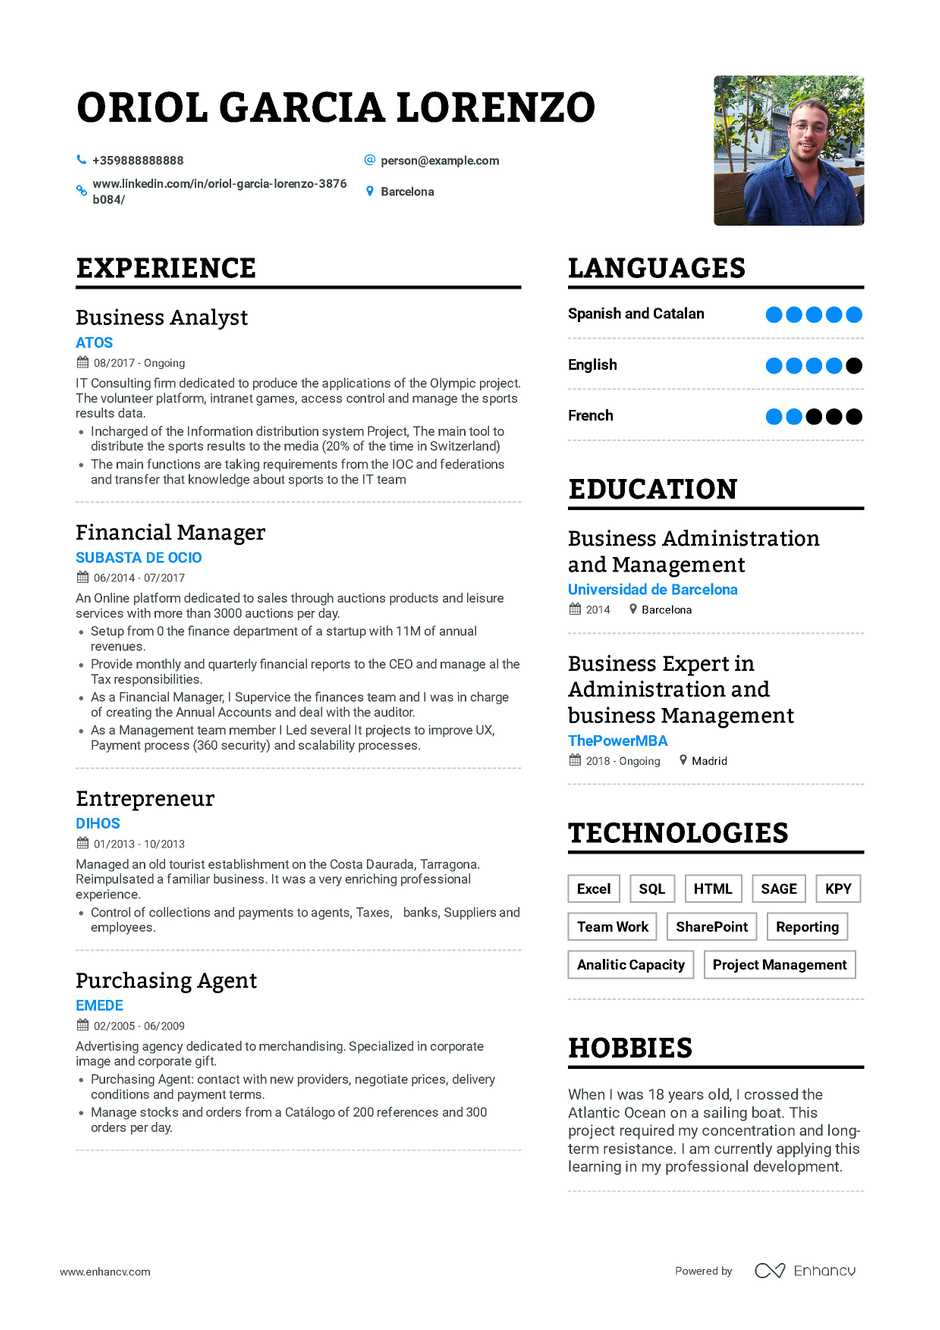 ORIOL GARCIA LORENZO
+359888888888
person@example.com
www.linkedin.com/in/oriol-garcia-lorenzo-3876
b084/
Barcelona
EXPERIENCE
Business Analyst
ATOS
08/2017 - Ongoing
IT Consulting firm dedicated to produce the applications of the Olympic project.
The volunteer platform, intranet games, access control and manage the sports
results data.
• Incharged of the Information distribution system Project, The main tool to
distribute the sports results to the media (20% of the time in Switzerland)
• The main functions are taking requirements from the IOC and federations
and transfer that knowledge about sports to the IT team
Financial Manager
SUBASTA DE OCIO
06/2014 - 07/2017
An Online platform dedicated to sales through auctions products and leisure
services with more than 3000 auctions per day.
• Setup from 0 the finance department of a startup with 11M of annual
revenues.
• Provide monthly and quarterly financial reports to the CEO and manage al the
Tax responsibilities.
• As a Financial Manager, I Supervice the finances team and I was in charge
of creating the Annual Accounts and deal with the auditor.
• As a Management team member I Led several It projects to improve UX,
Payment process (360 security) and scalability processes.
Entrepreneur
DIHOS
01/2013 - 10/2013
Managed an old tourist establishment on the Costa Daurada, Tarragona.
Reimpulsated a familiar business. It was a very enriching professional
experience.
• Control of collections and payments to agents, Taxes, banks, Suppliers and
employees.
Purchasing Agent
EMEDE
02/2005 - 06/2009
Advertising agency dedicated to merchandising. Specialized in corporate
image and corporate gift.
• Purchasing Agent: contact with new providers, negotiate prices, delivery
conditions and payment terms.
• Manage stocks and orders from a Catálogo of 200 references and 300
orders per day.
LANGUAGES
Spanish and Catalan
English
French
EDUCATION
Business Administration
and Management
Universidad de Barcelona
2014 Barcelona
Business Expert in
Administration and
business Management
ThePowerMBA
2018 - Ongoing Madrid
TECHNOLOGIES
Excel SQL HTML SAGE KPY
Team Work SharePoint Reporting
Analitic Capacity Project Management
HOBBIES
When I was 18 years old, I crossed the
Atlantic Ocean on a sailing boat. This
project required my concentration and long-
term resistance. I am currently applying this
learning in my professional development.
www.enhancv.com
Powered by Enhancv